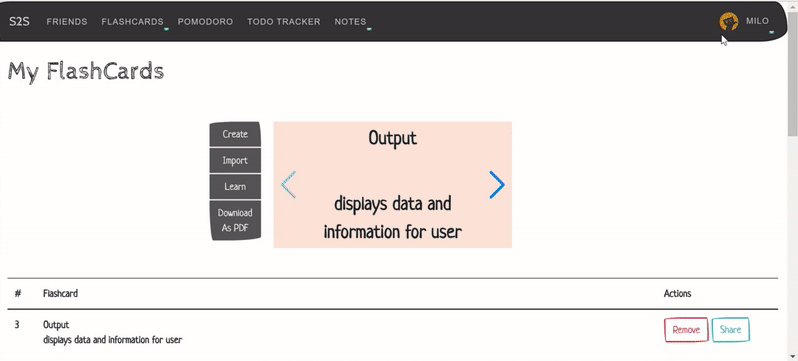 S2S FRIENDS FLASHCARDS POMODORO TODO TRACKER NOTES MILO
My FlashCards
Create
Import
Learn
Download
As PDF
Output
displays data and
information for user
# Flashcard Actions
3 Output Remove Share
displays data and information for user